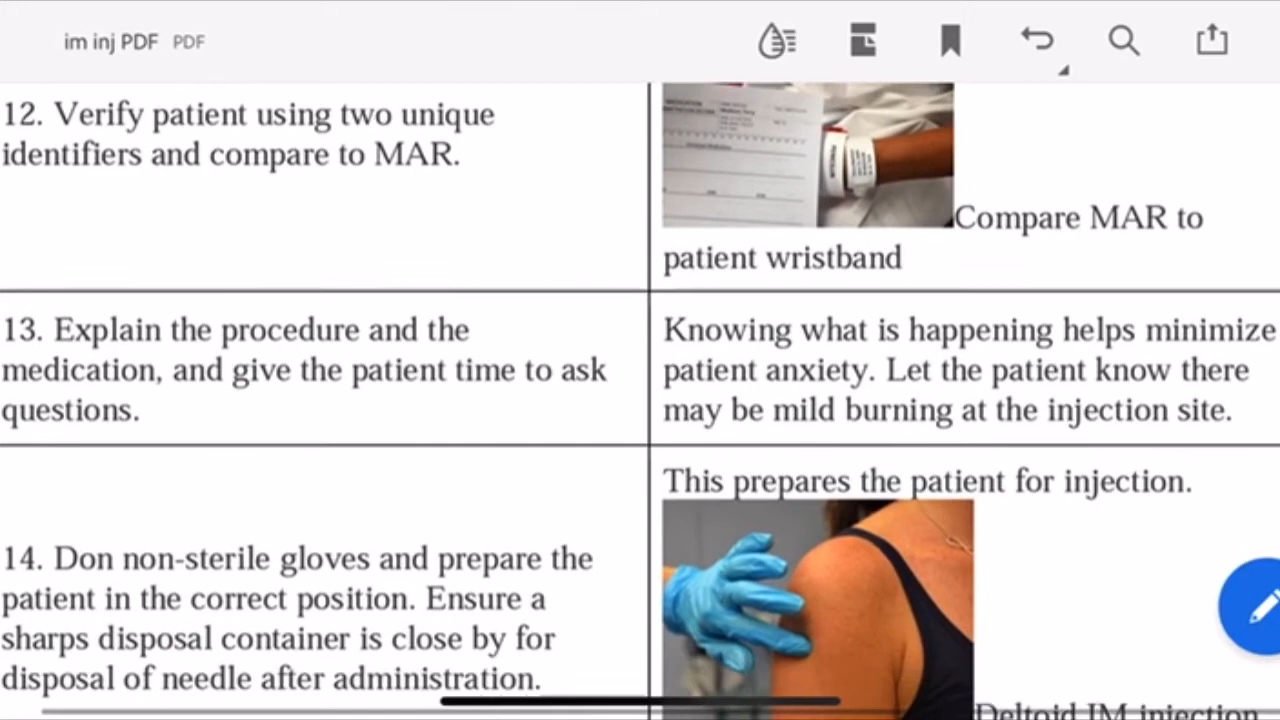 im inj PDF PDF
12. Verify patient using two unique
identifiers and compare to MAR.
Compare MAR to
patient wristband
13. Explain the procedure and the
medication, and give the patient time to ask
questions.
Knowing what is happening helps minimize
patient anxiety. Let the patient know there
may be mild burning at the injection site.
14. Don non-sterile gloves and prepare the
patient in the correct position. Ensure a
sharps disposal container is close by for
disposal of needle after administration.
This prepares the patient for injection.
Deltoid IM injection